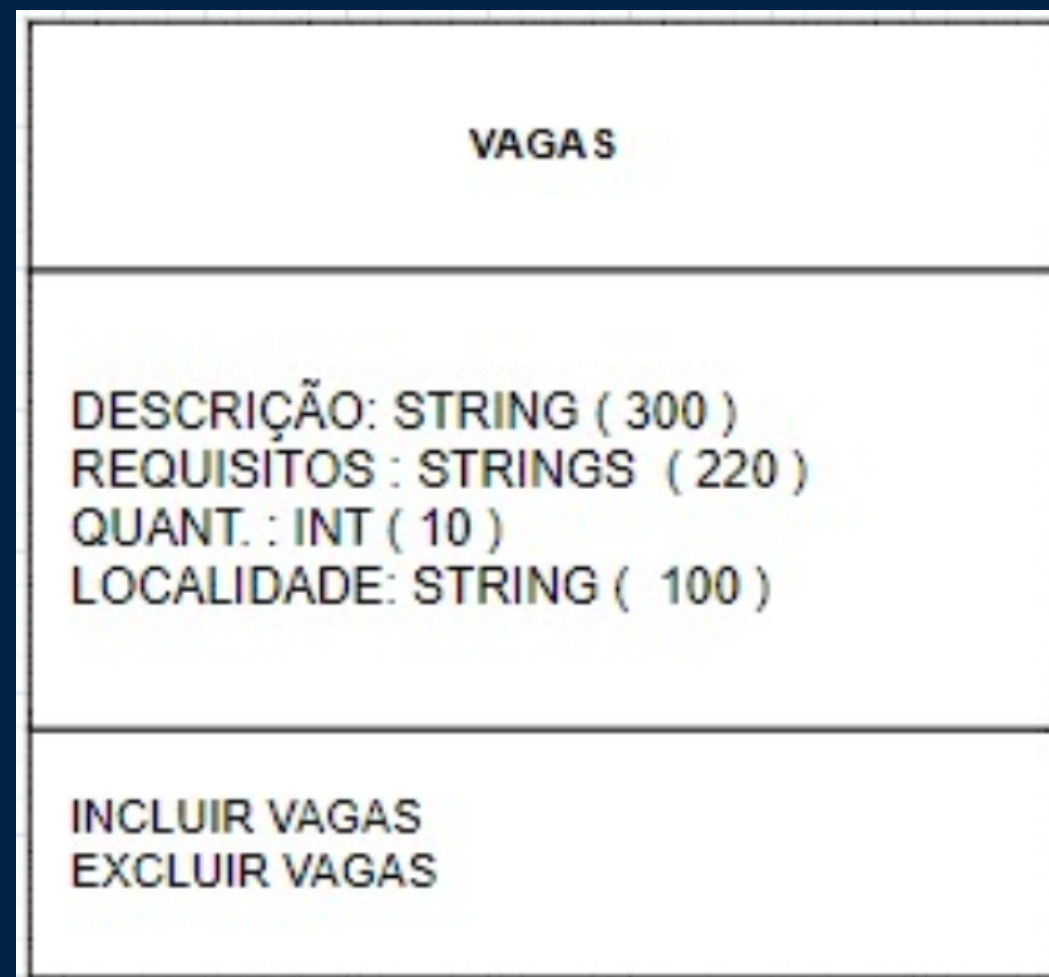 VAGAS
DESCRIÇÃO: STRING ( 300 )
REQUISITOS : STRINGS ( 220 )
QUANT. : INT ( 10 )
LOCALIDADE: STRING ( 100 )
INCLUIR VAGAS
EXCLUIR VAGAS